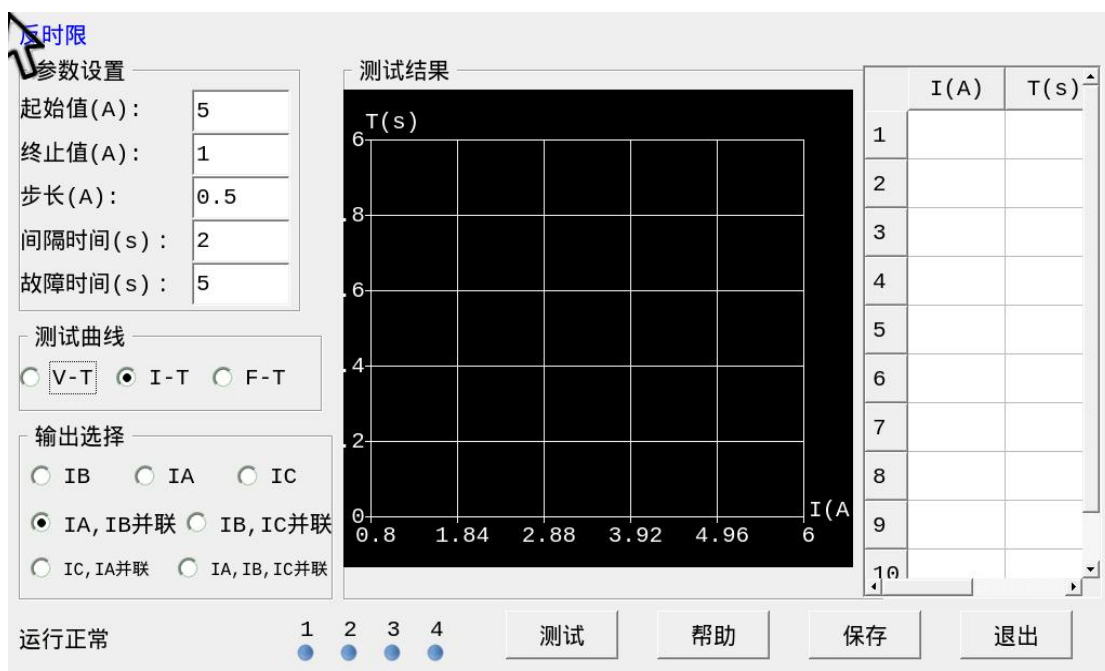 反时限
参数设置
起始值(A): 5
终止值(A): 1
步长(A): 0.5
间隔时间(s): 2
故障时间(s): 5
测试曲线
V-T I-T F-T
输出选择
IB IA IC
IA,IB并联 IB,IC并联
IC,IA并联 IA,IB,IC并联
测试结果
T(s)
6
.8
.6
.4
.2
0
I(A
0.8 1.84 2.88 3.92 4.96 6
I(A) T(s)
1
2
3
4
5
6
7
8
9
10
运行正常
1 2 3 4
测试 帮助 保存 退出